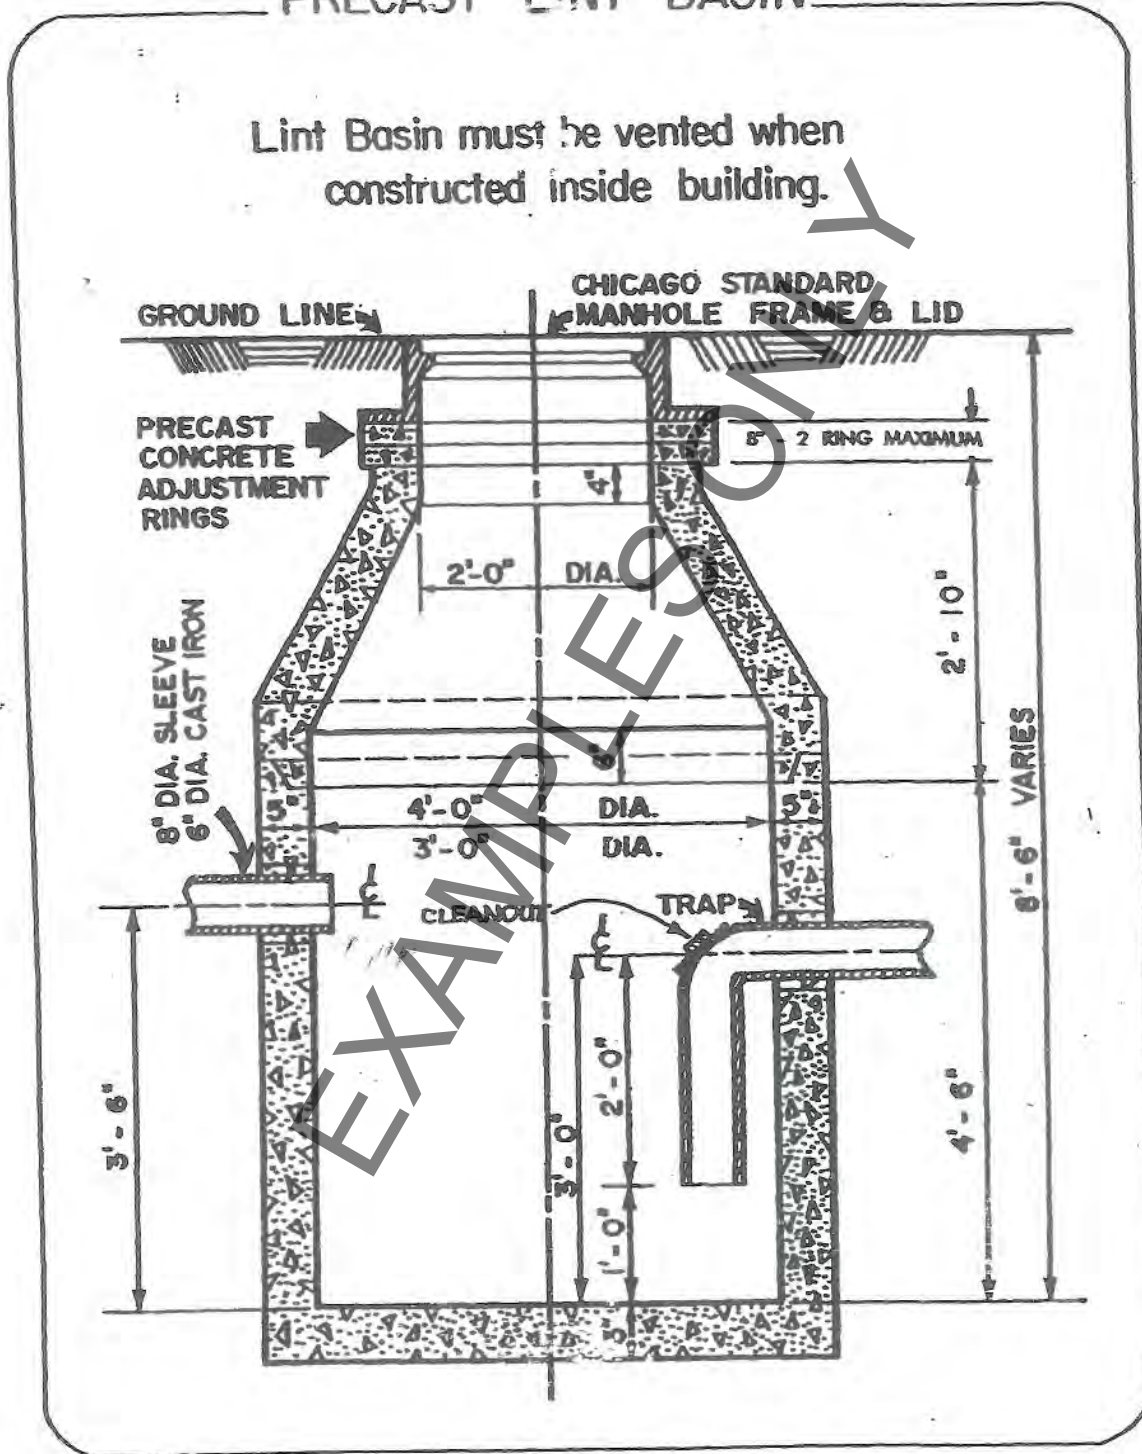 PRECAST LINT BASIN
Lint Basin must be vented when
constructed inside building.
GROUND LINE
CHICAGO STANDARD
MANHOLE FRAME & LID
PRECAST
CONCRETE
ADJUSTMENT
RINGS
8" - 2 RING MAXIMUM
4"
2'-0" DIA.
2'-10"
8" DIA. SLEEVE
6" DIA. CAST IRON
8'-6" VARIES
5"
4'-0" DIA.
5"
3'-0" DIA.
CLEANOUT
TRAP
3'-6"
3'-0"
2'-0"
4'-6"
1'-0"
5"
EXAMPLES ONLY